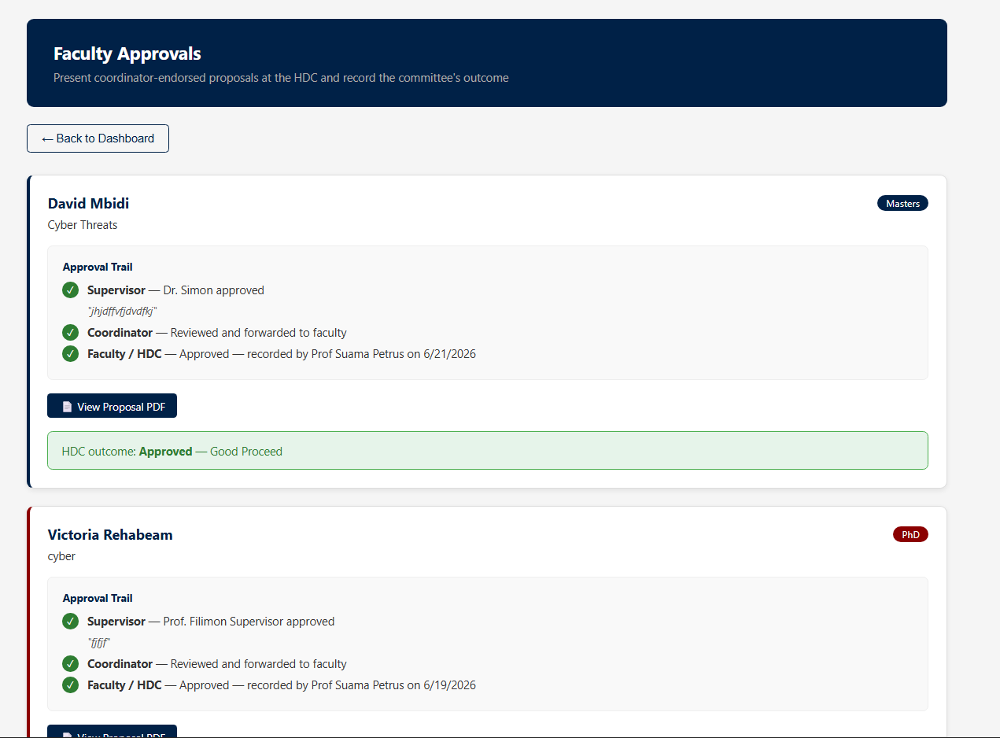 Faculty Approvals
Present coordinator-endorsed proposals at the HDC and record the committee's outcome
← Back to Dashboard
David Mbidi
Masters
Cyber Threats
Approval Trail
✓ Supervisor — Dr. Simon approved
"jhjdffvfjdvdfkj"
✓ Coordinator — Reviewed and forwarded to faculty
✓ Faculty / HDC — Approved — recorded by Prof Suama Petrus on 6/21/2026
View Proposal PDF
HDC outcome: Approved — Good Proceed
Victoria Rehabeam
PhD
cyber
Approval Trail
✓ Supervisor — Prof. Filimon Supervisor approved
"fjfjf"
✓ Coordinator — Reviewed and forwarded to faculty
✓ Faculty / HDC — Approved — recorded by Prof Suama Petrus on 6/19/2026
View Proposal PDF